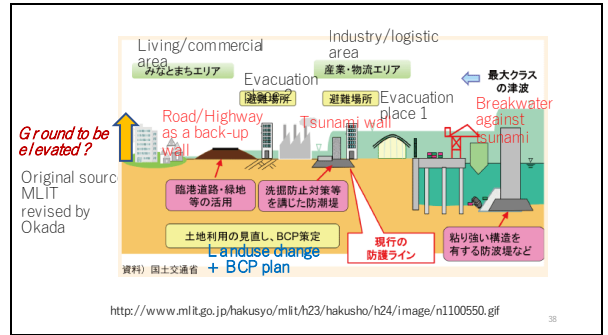 Living/commercial
area
Industry/logistic
area
みなとまちエリア
産業・物流エリア
最大クラス
の津波
Evacuation
place 2
避難場所
避難場所
Evacuation
place 1
Breakwater
against
tsunami
Road/Highway
as a back-up
wall
Tsunami wall
Ground to be
elevated?
Original source
MLIT
revised by
Okada
臨港道路・緑地
等の活用
洗掘防止対策等
を講じた防潮堤
土地利用の見直し、BCP策定
現行の
防護ライン
粘り強い構造を
有する防波堤など
資料）国土交通省
Landuse change
+ BCP plan
http://www.mlit.go.jp/hakusyo/mlit/h23/hakusho/h24/image/n1100550.gif
38